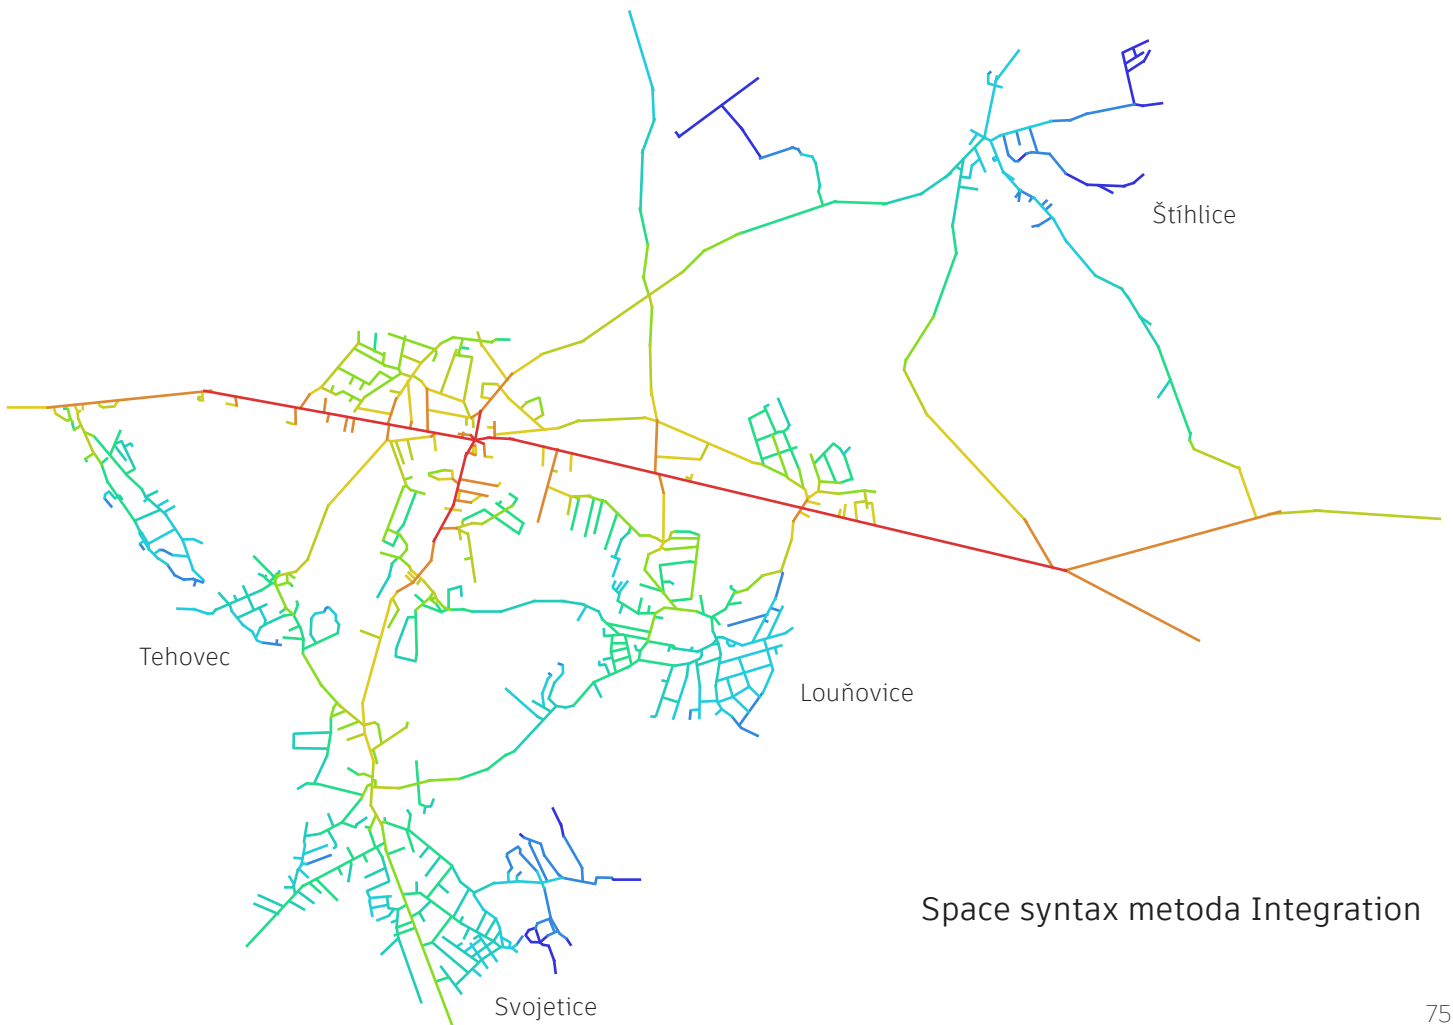 Štíhlice
Tehovec
Louňovice
Space syntax metoda Integration
Svojetice
75